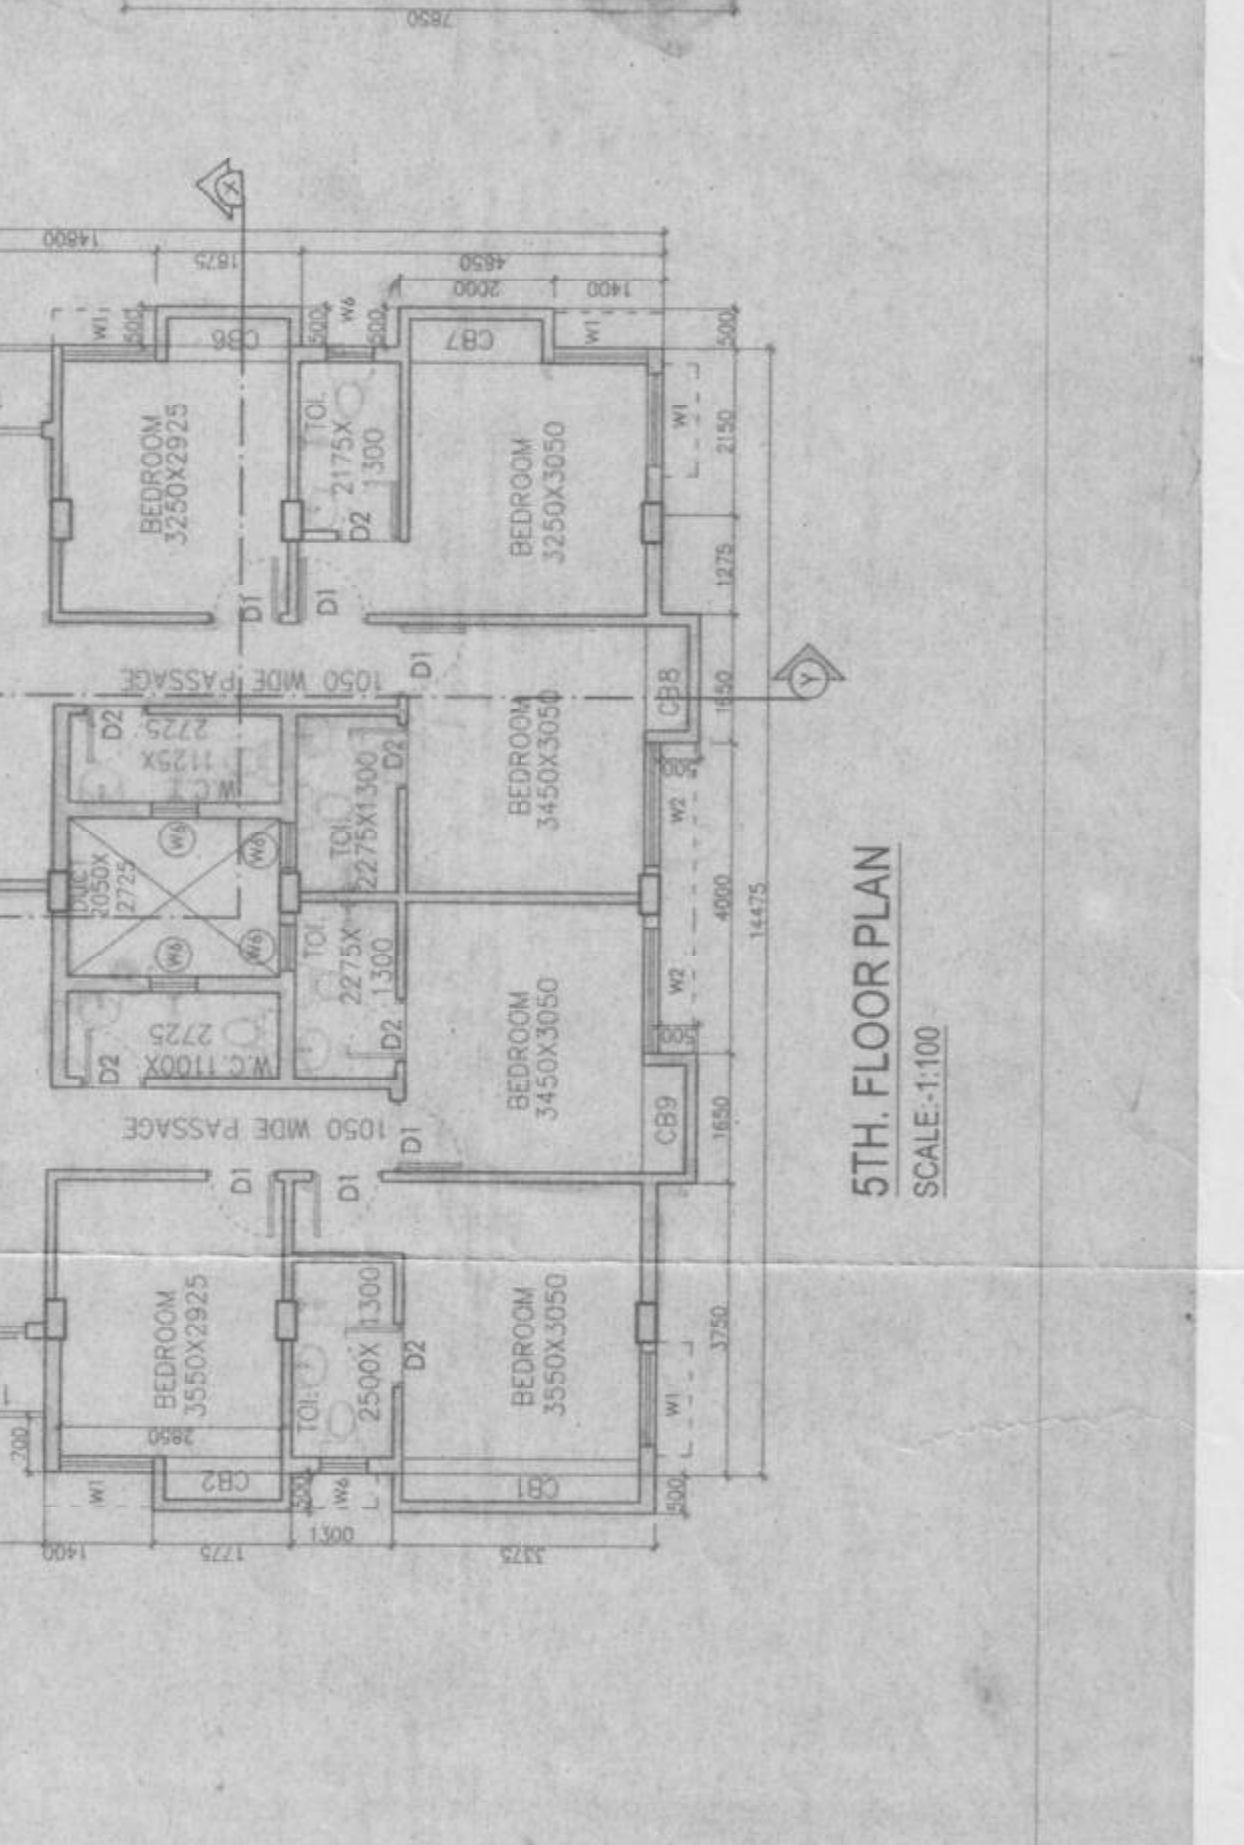 7850
X
14800
1875
4650
2000
1400
W1
500
CB6
500
W6
500
CB7
W1
500
BEDROOM
3250X2925
TOI.
2175X
1300
D2
BEDROOM
3250X3050
W1
2150
1275
D1
D1
1050 WIDE PASSAGE
D1
CB8
1650
Y
D2
W.C.
1125X
2725
TOI.
2275X1300
D2
BEDROOM
3450X3050
500
W2
DUCT
2050X
2725
W6
W6
W6
W6
4000
14475
TOI.
2275X
1300
D2
W2
500
D2
W.C. 1100X
2725
BEDROOM
3450X3050
1050 WIDE PASSAGE
D1
CB9
1650
D1
D1
BEDROOM
3550X2925
2850
TOI.
2500X 1300
D2
BEDROOM
3550X3050
W1
3750
700
W1
CB2
500
W6
CB1
500
1400
1775
1300
3375
5TH. FLOOR PLAN
SCALE:-1:100